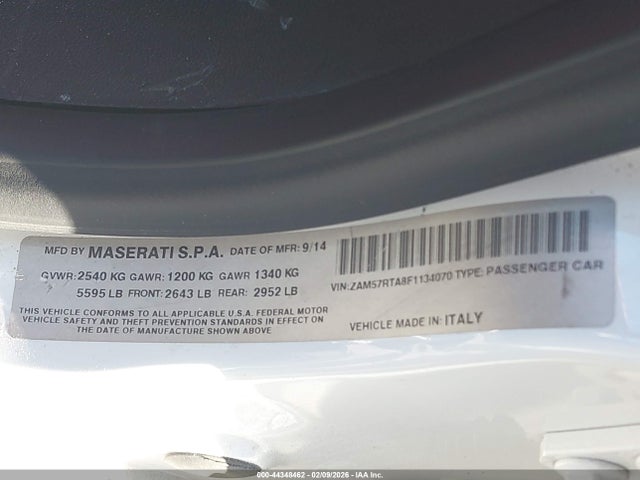 MFD BY MASERATI S.P.A. DATE OF MFR: 9/14
GVWR: 2540 KG GAWR: 1200 KG GAWR 1340 KG
5595 LB FRONT: 2643 LB REAR: 2952 LB
THIS VEHICLE CONFORMS TO ALL APPLICABLE U.S.A. FEDERAL MOTOR
VEHICLE SAFETY AND THEFT PREVENTION STANDARDS IN EFFECT ON
THE DATE OF MANUFACTURE SHOWN ABOVE
VIN: ZAM57RTA8F1134070 TYPE: PASSENGER CAR
VEHICLE MADE IN: ITALY
000-44348462 - 02/09/2026 - IAAI.COM